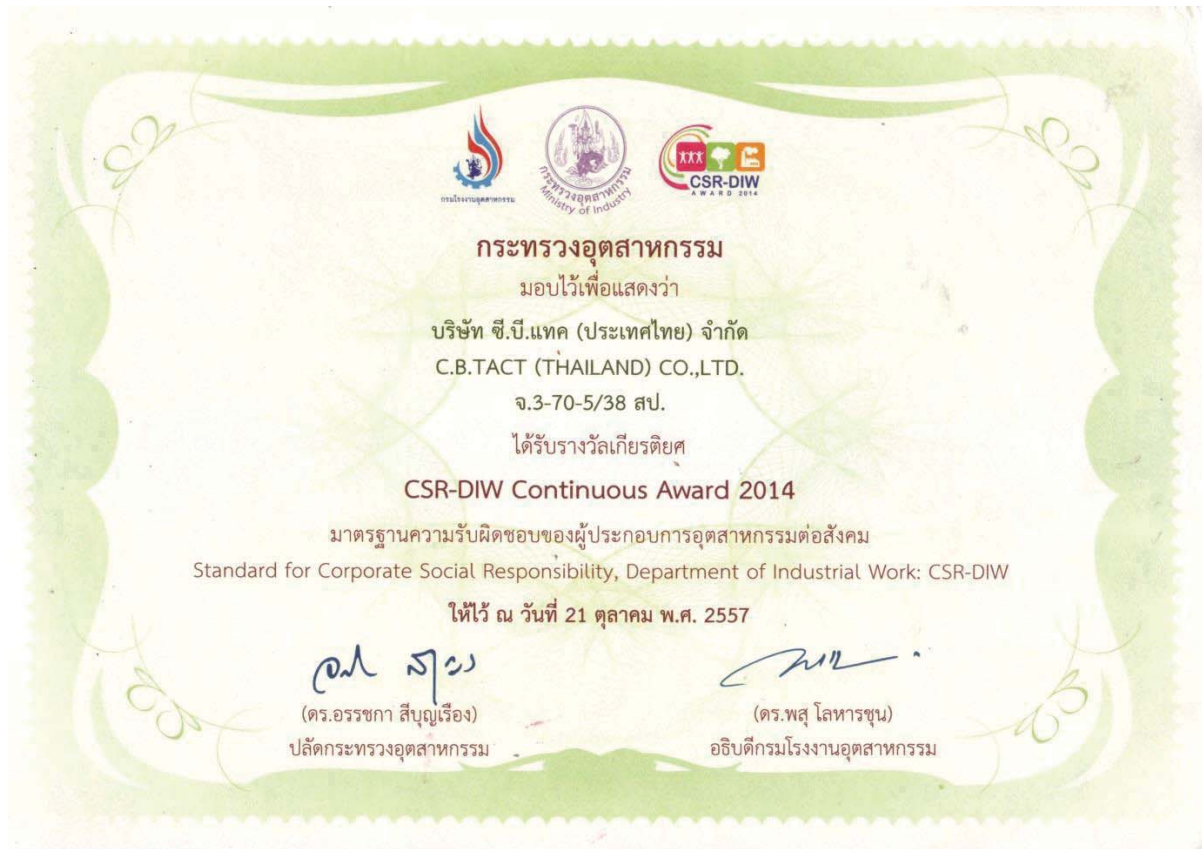 กรมโรงงานอุตสาหกรรม
กระทรวงอุตสาหกรรม
Ministry of Industry
CSR-DIW
AWARD 2014
กระทรวงอุตสาหกรรม
มอบไว้เพื่อแสดงว่า
บริษัท ซี.บี.แทค (ประเทศไทย) จำกัด
C.B.TACT (THAILAND) CO.,LTD.
จ.3-70-5/38 สป.
ได้รับรางวัลเกียรติยศ
CSR-DIW Continuous Award 2014
มาตรฐานความรับผิดชอบของผู้ประกอบการอุตสาหกรรมต่อสังคม
Standard for Corporate Social Responsibility, Department of Industrial Work: CSR-DIW
ให้ไว้ ณ วันที่ 21 ตุลาคม พ.ศ. 2557
(ดร.อรรชกา สีบุญเรือง)
ปลัดกระทรวงอุตสาหกรรม
(ดร.พสุ โลหารชุน)
อธิบดีกรมโรงงานอุตสาหกรรม